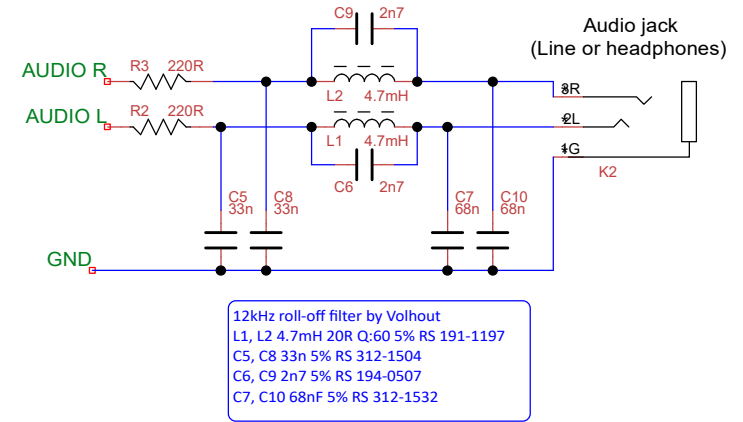 C9 2n7
Audio jack
(Line or headphones)
AUDIO R
R3 220R
L2 4.7mH
3R
AUDIO L
R2 220R
2L
L1 4.7mH
1G
K2
C6 2n7
C5
33n
C8
33n
C7
68n
C10
68n
GND
12kHz roll-off filter by Volhout
L1, L2 4.7mH 20R Q:60 5% RS 191-1197
C5, C8 33n 5% RS 312-1504
C6, C9 2n7 5% RS 194-0507
C7, C10 68nF 5% RS 312-1532